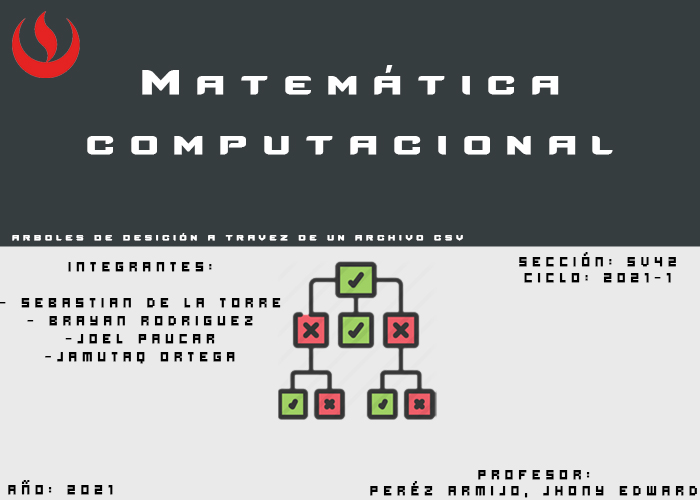 Matemática
computacional
arboles de desición a travez de un archivo csv
Integrantes:
- Sebastian de la Torre
- Brayan Rodriguez
-Joel Paucar
-Jamutaq Ortega
Sección: SV42
Ciclo: 2021-1
Año: 2021
Profesor:
Peréz Armijo, Jhony Edward